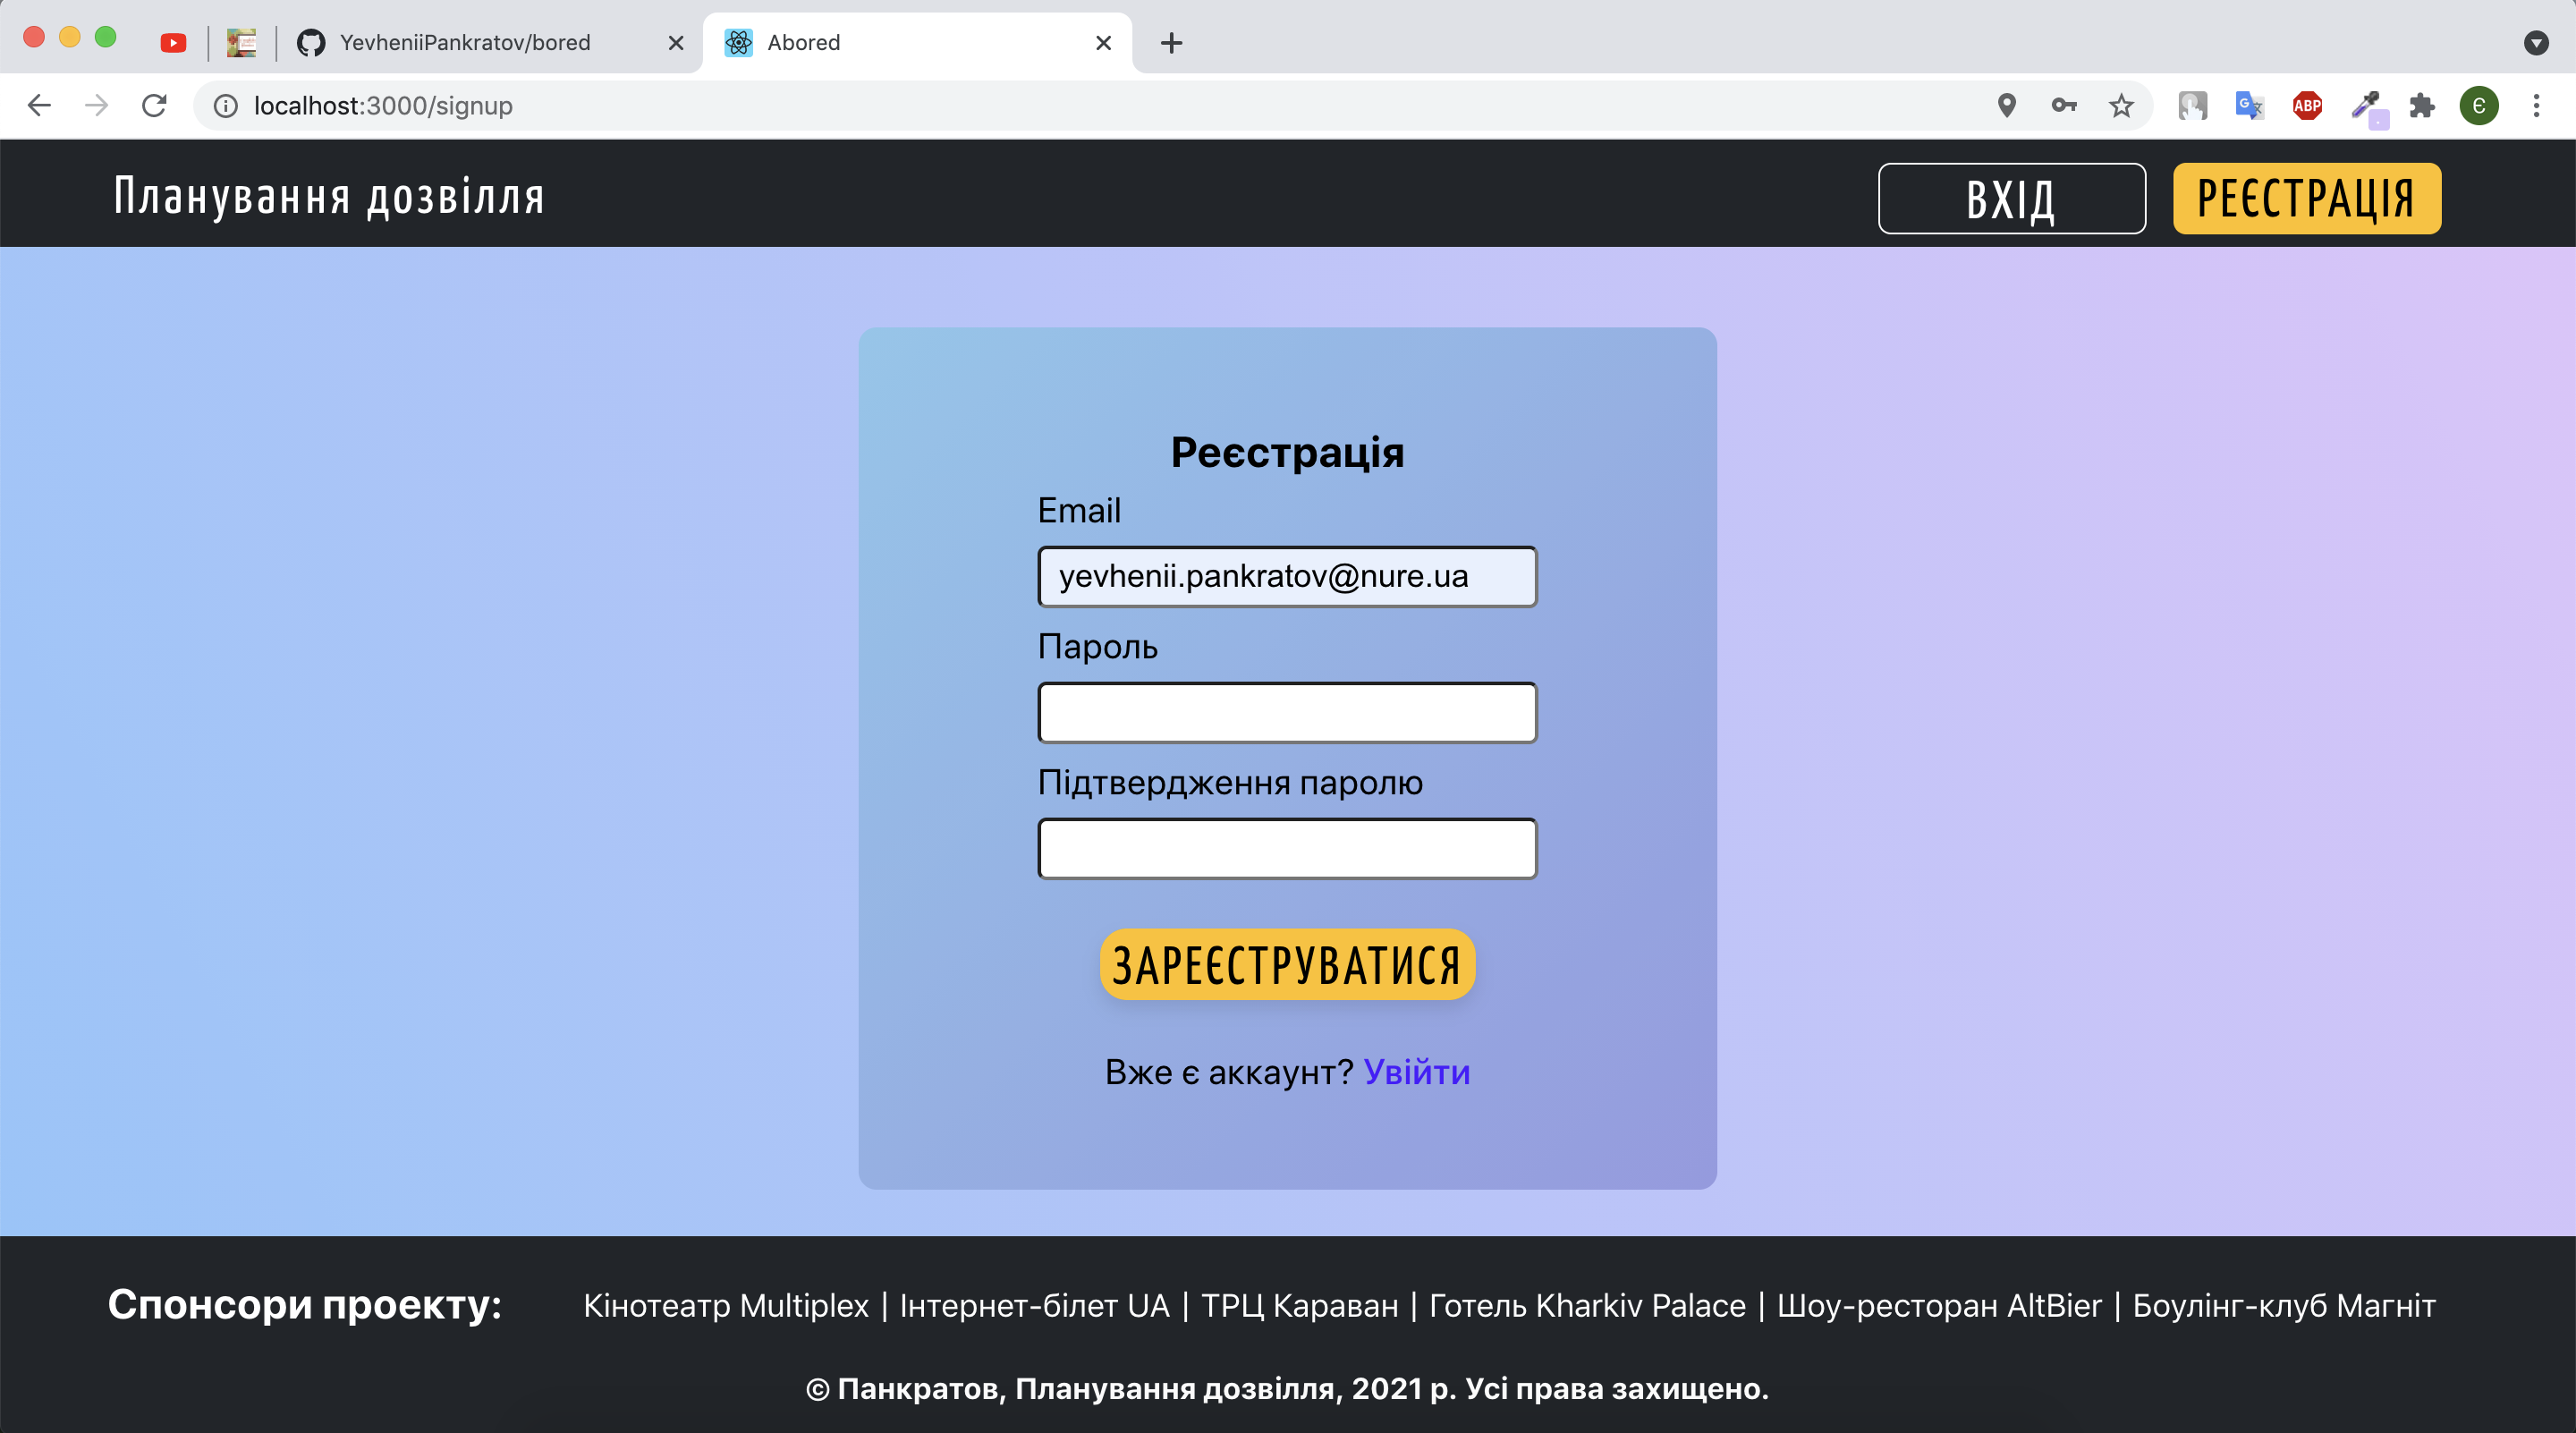 YevheniiPankratov/bored
Abored
localhost:3000/signup
ABP
Є
Планування дозвілля
ВХІД
РЕЄСТРАЦІЯ
Реєстрація
Email
yevhenii.pankratov@nure.ua
Пароль
Підтвердження паролю
ЗАРЕЄСТРУВАТИСЯ
Вже є аккаунт? Увійти
Спонсори проекту: Кінотеатр Multiplex | Інтернет-білет UA | ТРЦ Караван | Готель Kharkiv Palace | Шоу-ресторан AltBier | Боулінг-клуб Магніт
© Панкратов, Планування дозвілля, 2021 р. Усі права захищено.